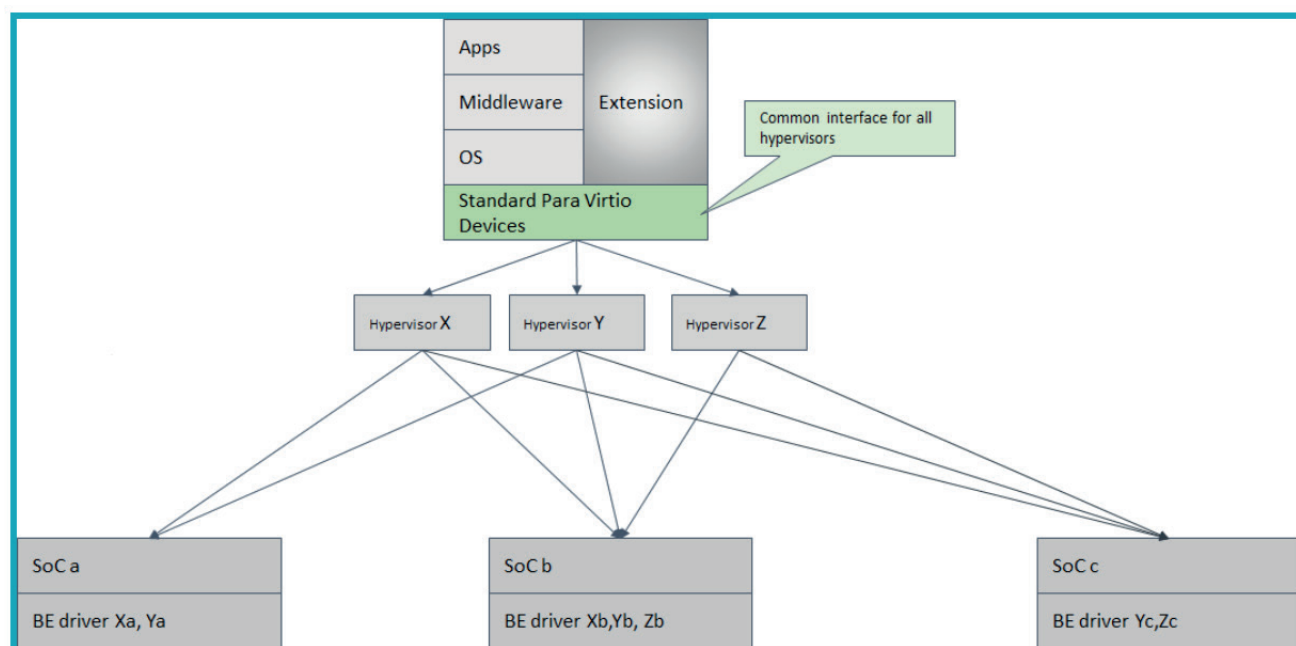 Apps
Middleware
Extension
OS
Common interface for all
hypervisors
Standard Para Virtio
Devices
Hypervisor X
Hypervisor Y
Hypervisor Z
SoC a
SoC b
SoC c
BE driver Xa, Ya
BE driver Xb,Yb, Zb
BE driver Yc,Zc